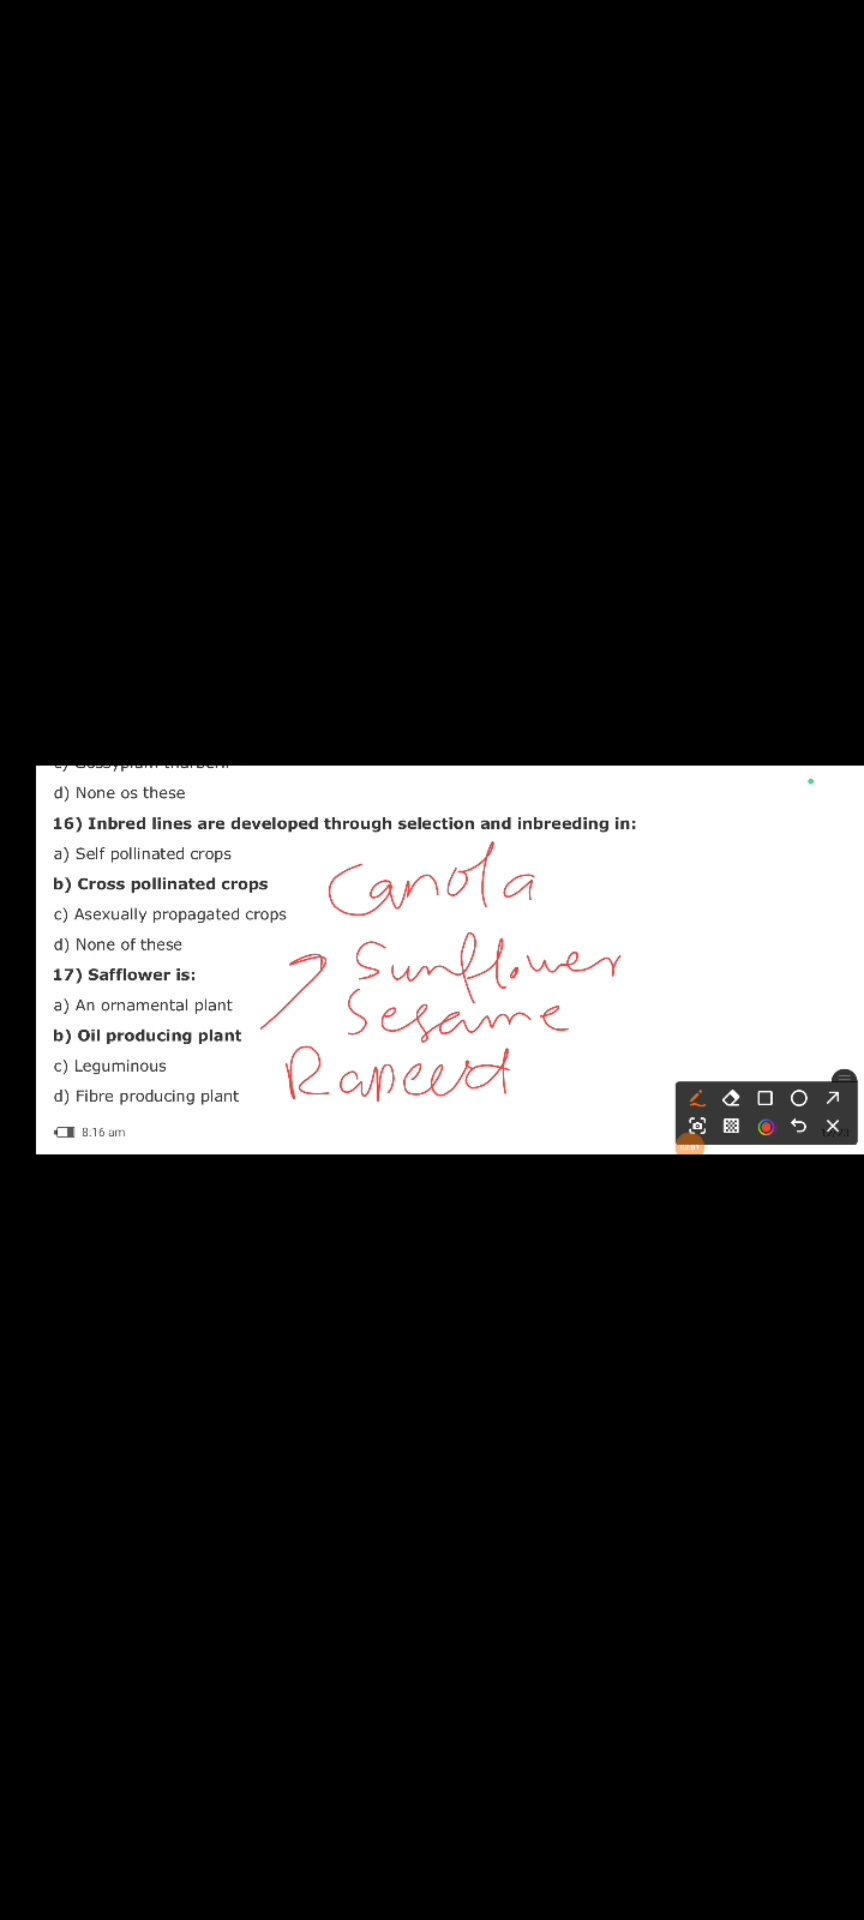 d) None os these
16) Inbred lines are developed through selection and inbreeding in:
a) Self pollinated crops
b) Cross pollinated crops
c) Asexually propagated crops
d) None of these
17) Safflower is:
a) An ornamental plant
b) Oil producing plant
c) Leguminous
d) Fibre producing plant
Canola
Sunflower
Sesame
8:16 am
02:01